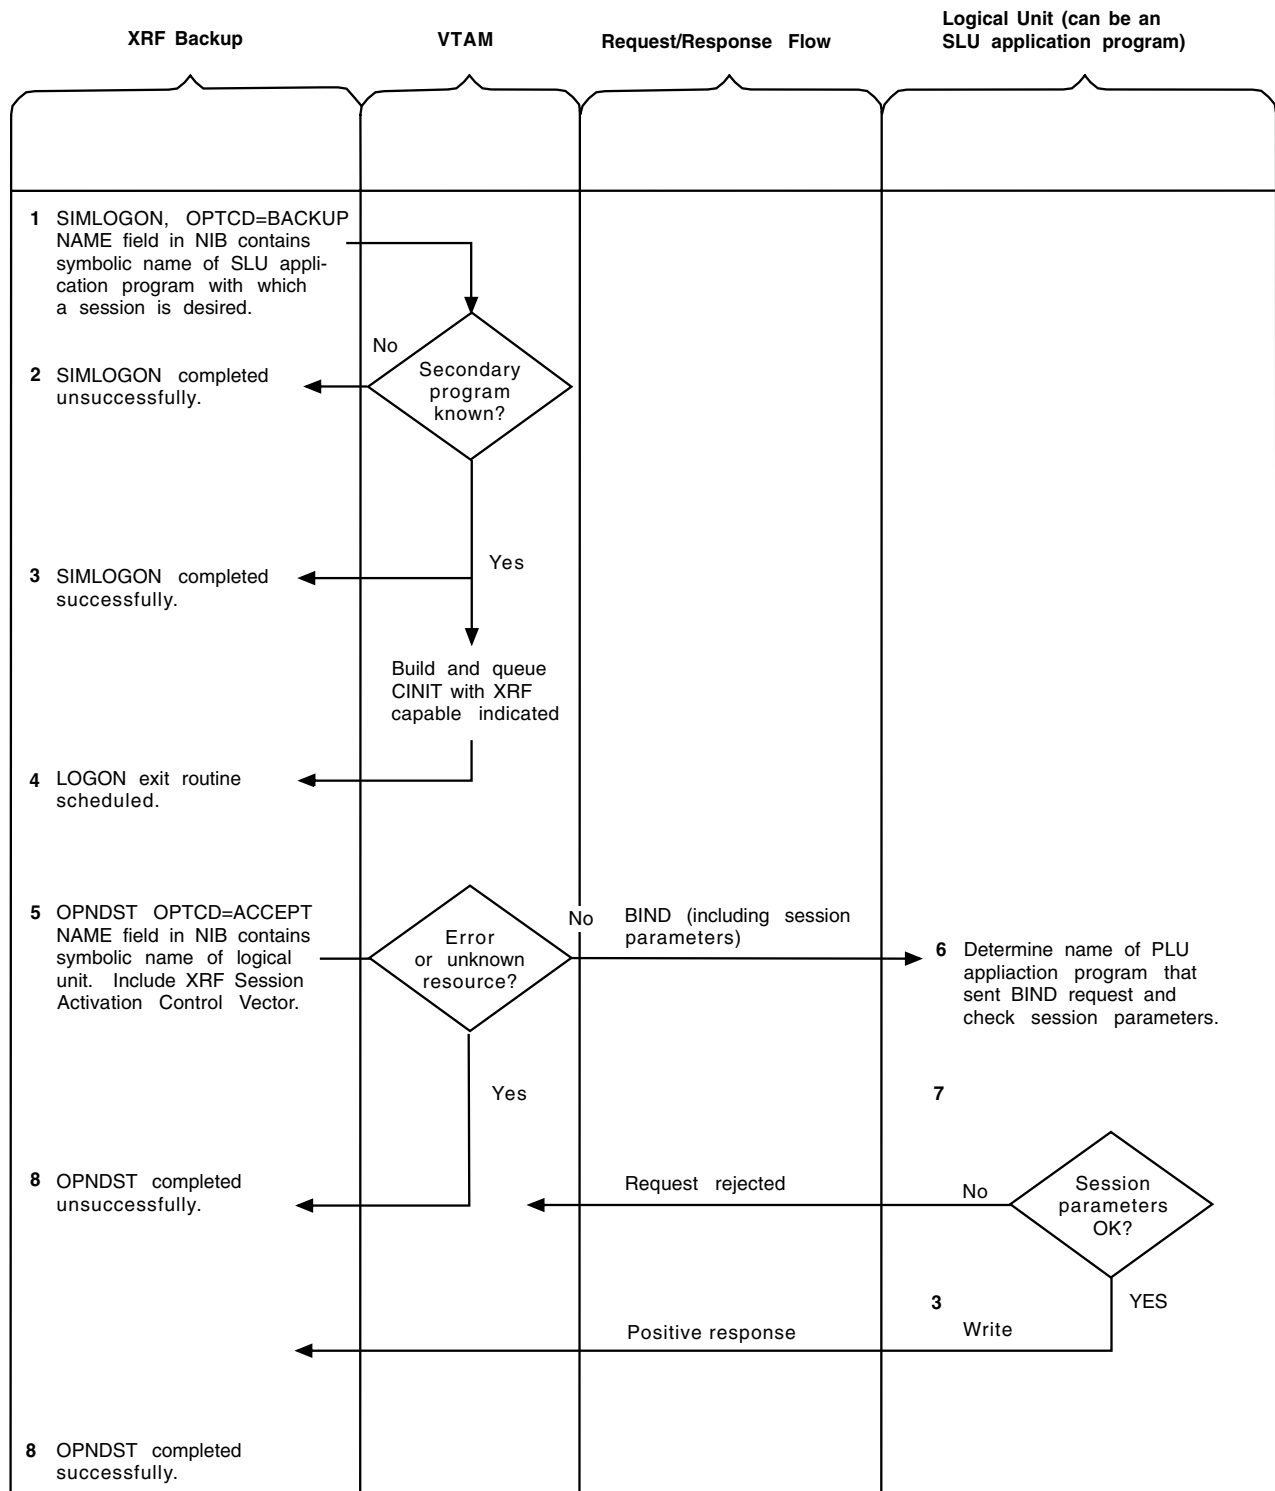 XRF Backup
VTAM
Request/Response Flow
Logical Unit (can be an
SLU application program)
1 SIMLOGON, OPTCD=BACKUP
NAME field in NIB contains
symbolic name of SLU appli-
cation program with which
a session is desired.
No
Secondary
program
known?
2 SIMLOGON completed
unsuccessfully.
Yes
3 SIMLOGON completed
successfully.
Build and queue
CINIT with XRF
capable indicated
4 LOGON exit routine
scheduled.
5 OPNDST OPTCD=ACCEPT
NAME field in NIB contains
symbolic name of logical
unit. Include XRF Session
Activation Control Vector.
Error
or unknown
resource?
No
BIND (including session
parameters)
6 Determine name of PLU
appliaction program that
sent BIND request and
check session parameters.
Yes
7
Session
parameters
OK?
No
Request rejected
8 OPNDST completed
unsuccessfully.
YES
3
Write
Positive response
8 OPNDST completed
successfully.